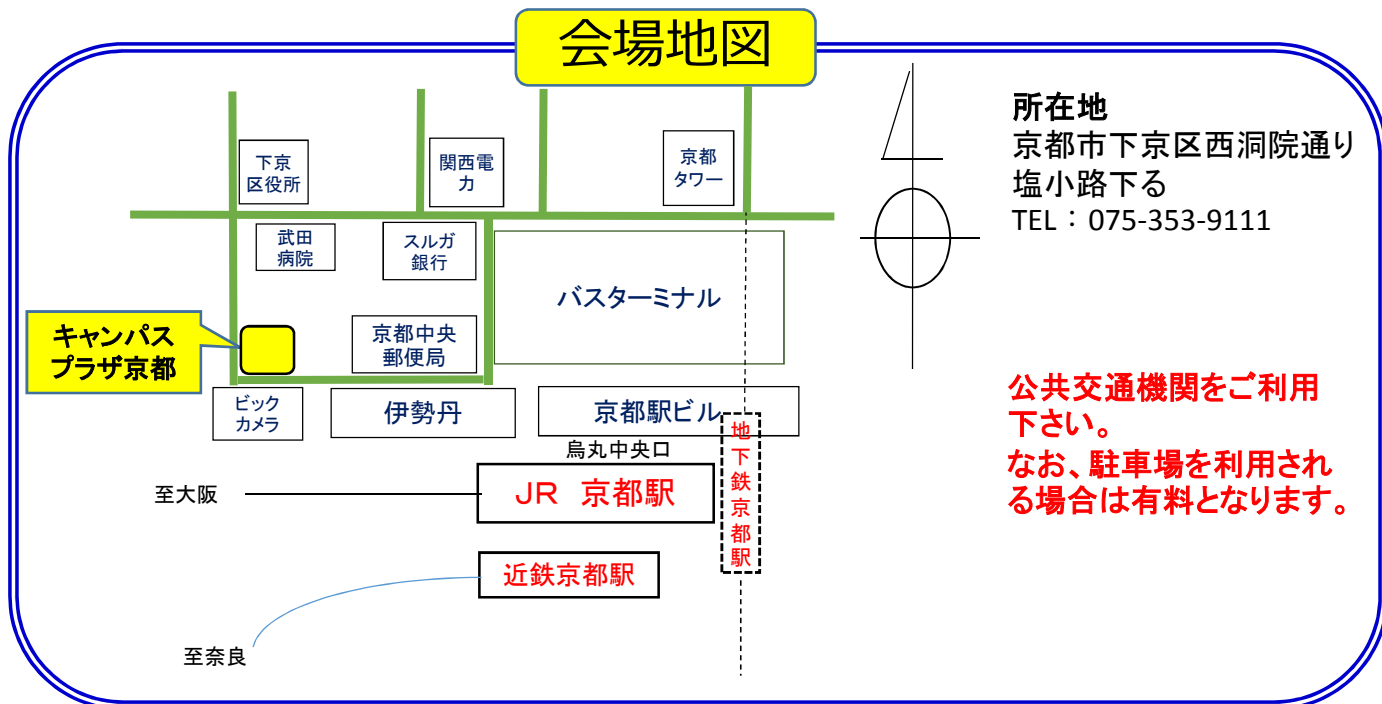 会場地図
下京
区役所
関西電
力
京都
タワー
武田
病院
スルガ
銀行
バスターミナル
キャンパス
プラザ京都
京都中央
郵便局
ビック
カメラ
伊勢丹
京都駅ビル
烏丸中央口
地下鉄京都駅
至大阪
JR 京都駅
近鉄京都駅
至奈良
所在地
京都市下京区西洞院通り
塩小路下る
TEL：075-353-9111
公共交通機関をご利用
下さい。
なお、駐車場を利用され
る場合は有料となります。